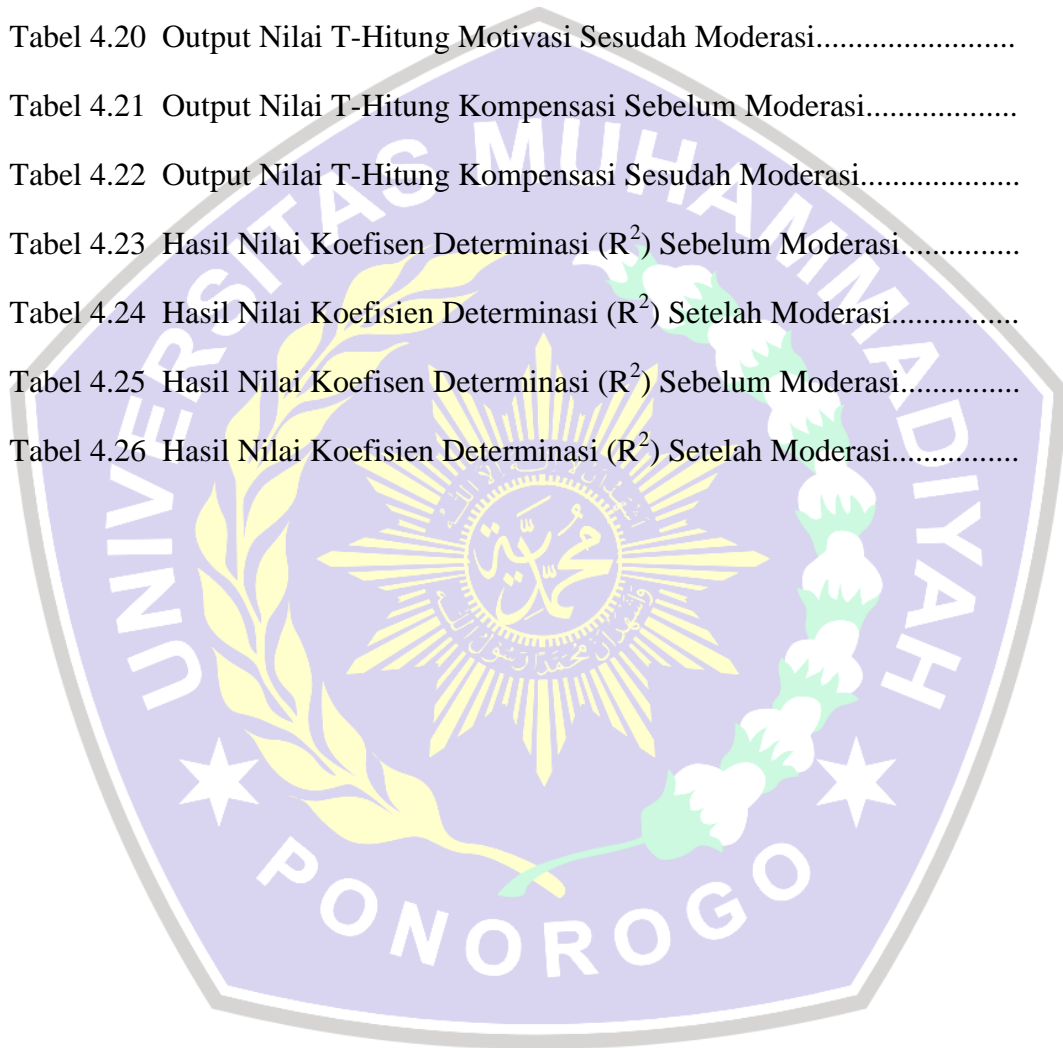 Tabel 4.20 Output Nilai T-Hitung Motivasi Sesudah Moderasi.........................
Tabel 4.21 Output Nilai T-Hitung Kompensasi Sebelum Moderasi...................
Tabel 4.22 Output Nilai T-Hitung Kompensasi Sesudah Moderasi....................
Tabel 4.23 Hasil Nilai Koefisen Determinasi (R²) Sebelum Moderasi...............
Tabel 4.24 Hasil Nilai Koefisien Determinasi (R²) Setelah Moderasi................
Tabel 4.25 Hasil Nilai Koefisen Determinasi (R²) Sebelum Moderasi...............
Tabel 4.26 Hasil Nilai Koefisien Determinasi (R²) Setelah Moderasi................
UNIVERSITAS MUHAMMADIYAH
PONOROGO
محمدية